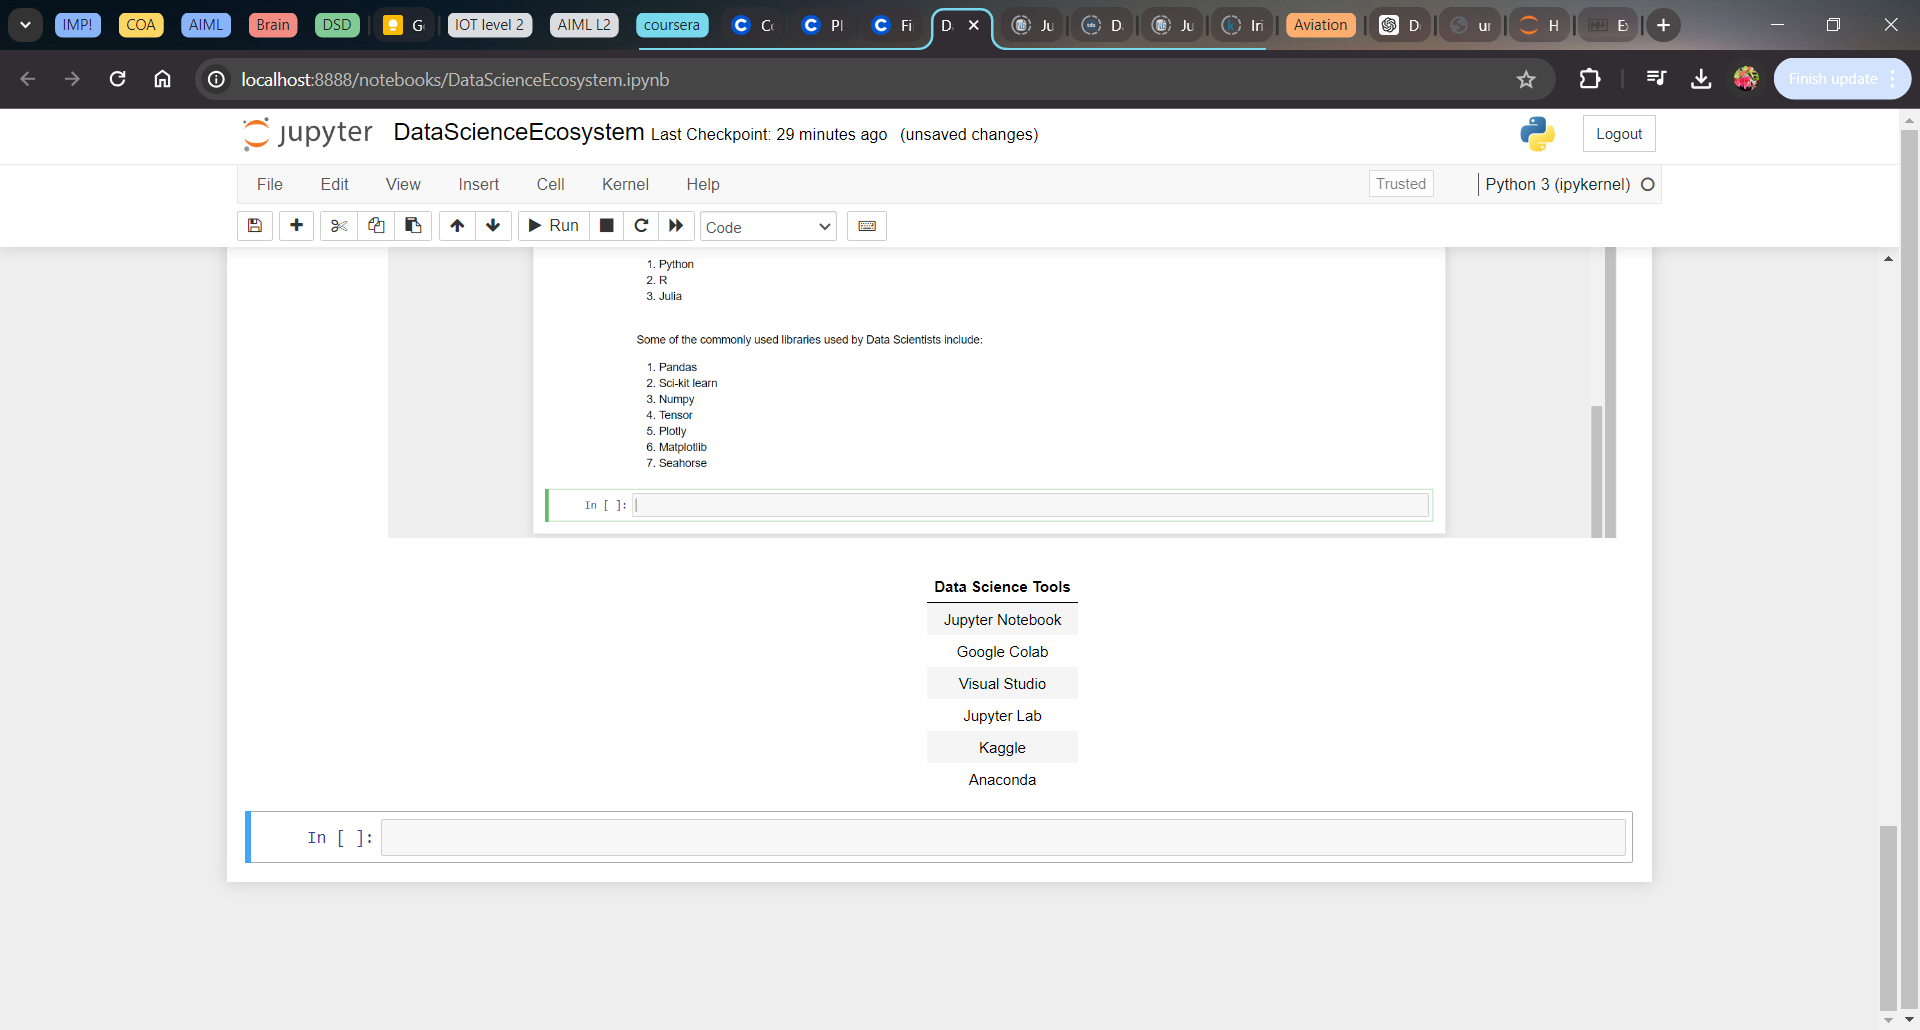 IMP! COA AIML Brain DSD G IOT level 2 AIML L2 coursera C Pl Fi D Ju D Ju Iri Aviation D ur H E
localhost:8888/notebooks/DataScienceEcosystem.ipynb Finish update
jupyter DataScienceEcosystem Last Checkpoint: 29 minutes ago (unsaved changes) Logout
File Edit View Insert Cell Kernel Help Trusted Python 3 (ipykernel)
Run Code
1. Python
2. R
3. Julia
Some of the commonly used libraries used by Data Scientists include:
1. Pandas
2. Sci-kit learn
3. Numpy
4. Tensor
5. Plotly
6. Matplotlib
7. Seahorse
In [ ]:
Data Science Tools
Jupyter Notebook
Google Colab
Visual Studio
Jupyter Lab
Kaggle
Anaconda
In [ ]: